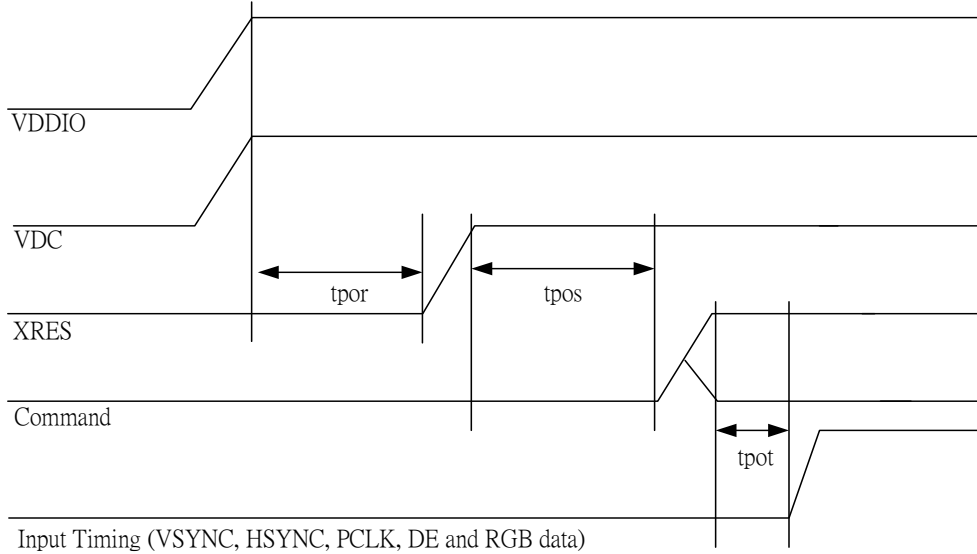 VDDIO
VDC
tpor
tpos
XRES
Command
tpot
Input Timing (VSYNC, HSYNC, PCLK, DE and RGB data)